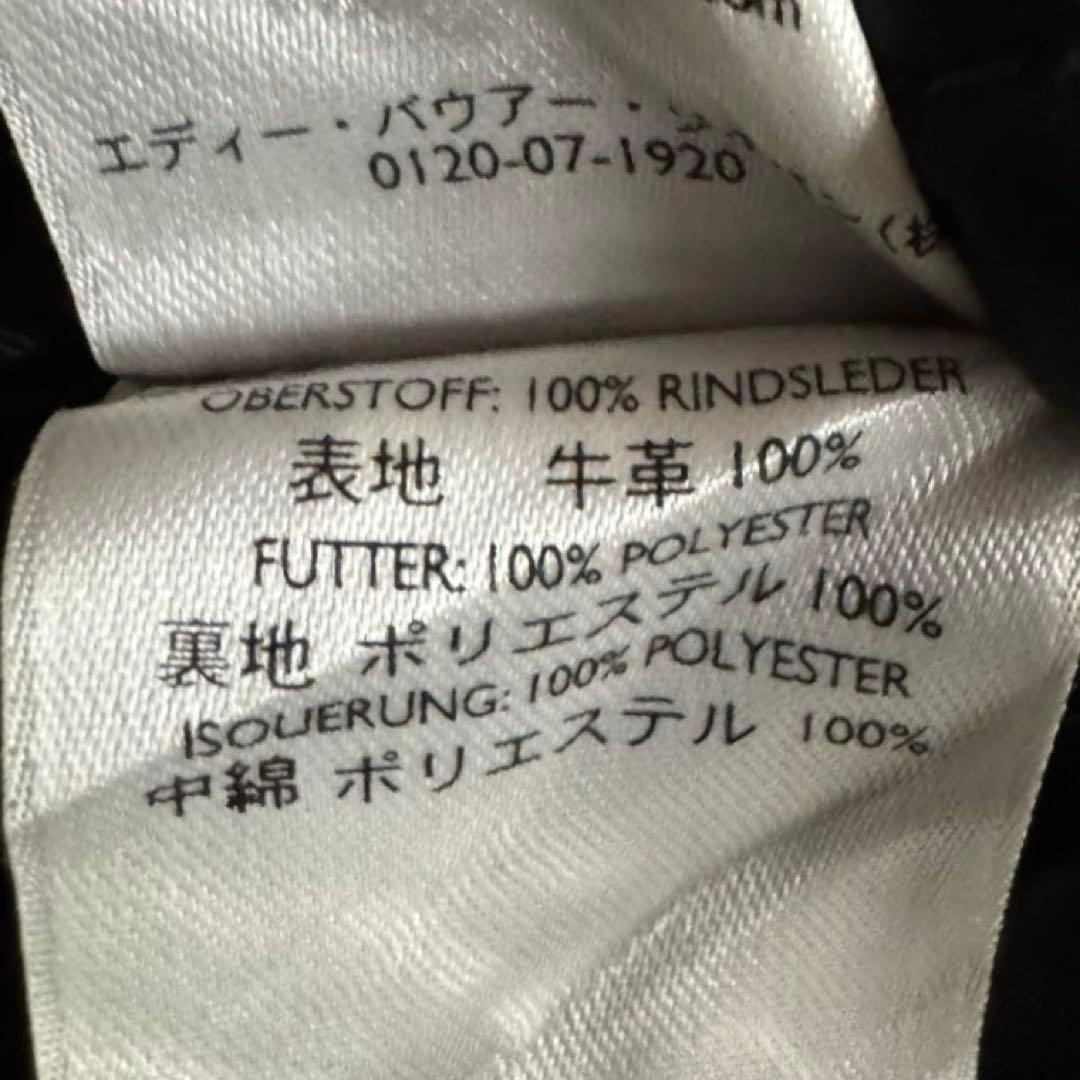 エディー・バウアー・
0120-07-1920
OBERSTOFF: 100% RINDSLEDER
表地 牛革 100%
FUTTER: 100% POLYESTER
裏地 ポリエステル 100%
ISOLIERUNG: 100% POLYESTER
中綿 ポリエステル 100%